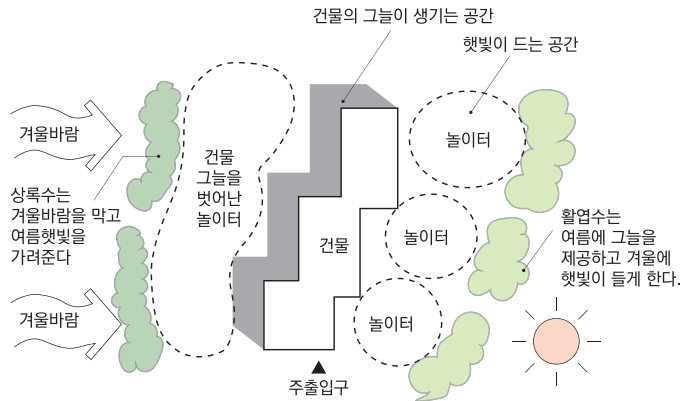 건물의 그늘이 생기는 공간
햇빛이 드는 공간
겨울바람
놀이터
건물
그늘을
벗어난
놀이터
상록수는
겨울바람을 막고
여름햇빛을
가려준다
건물
놀이터
활엽수는
여름에 그늘을
제공하고 겨울에
햇빛이 들게 한다.
겨울바람
놀이터
주출입구